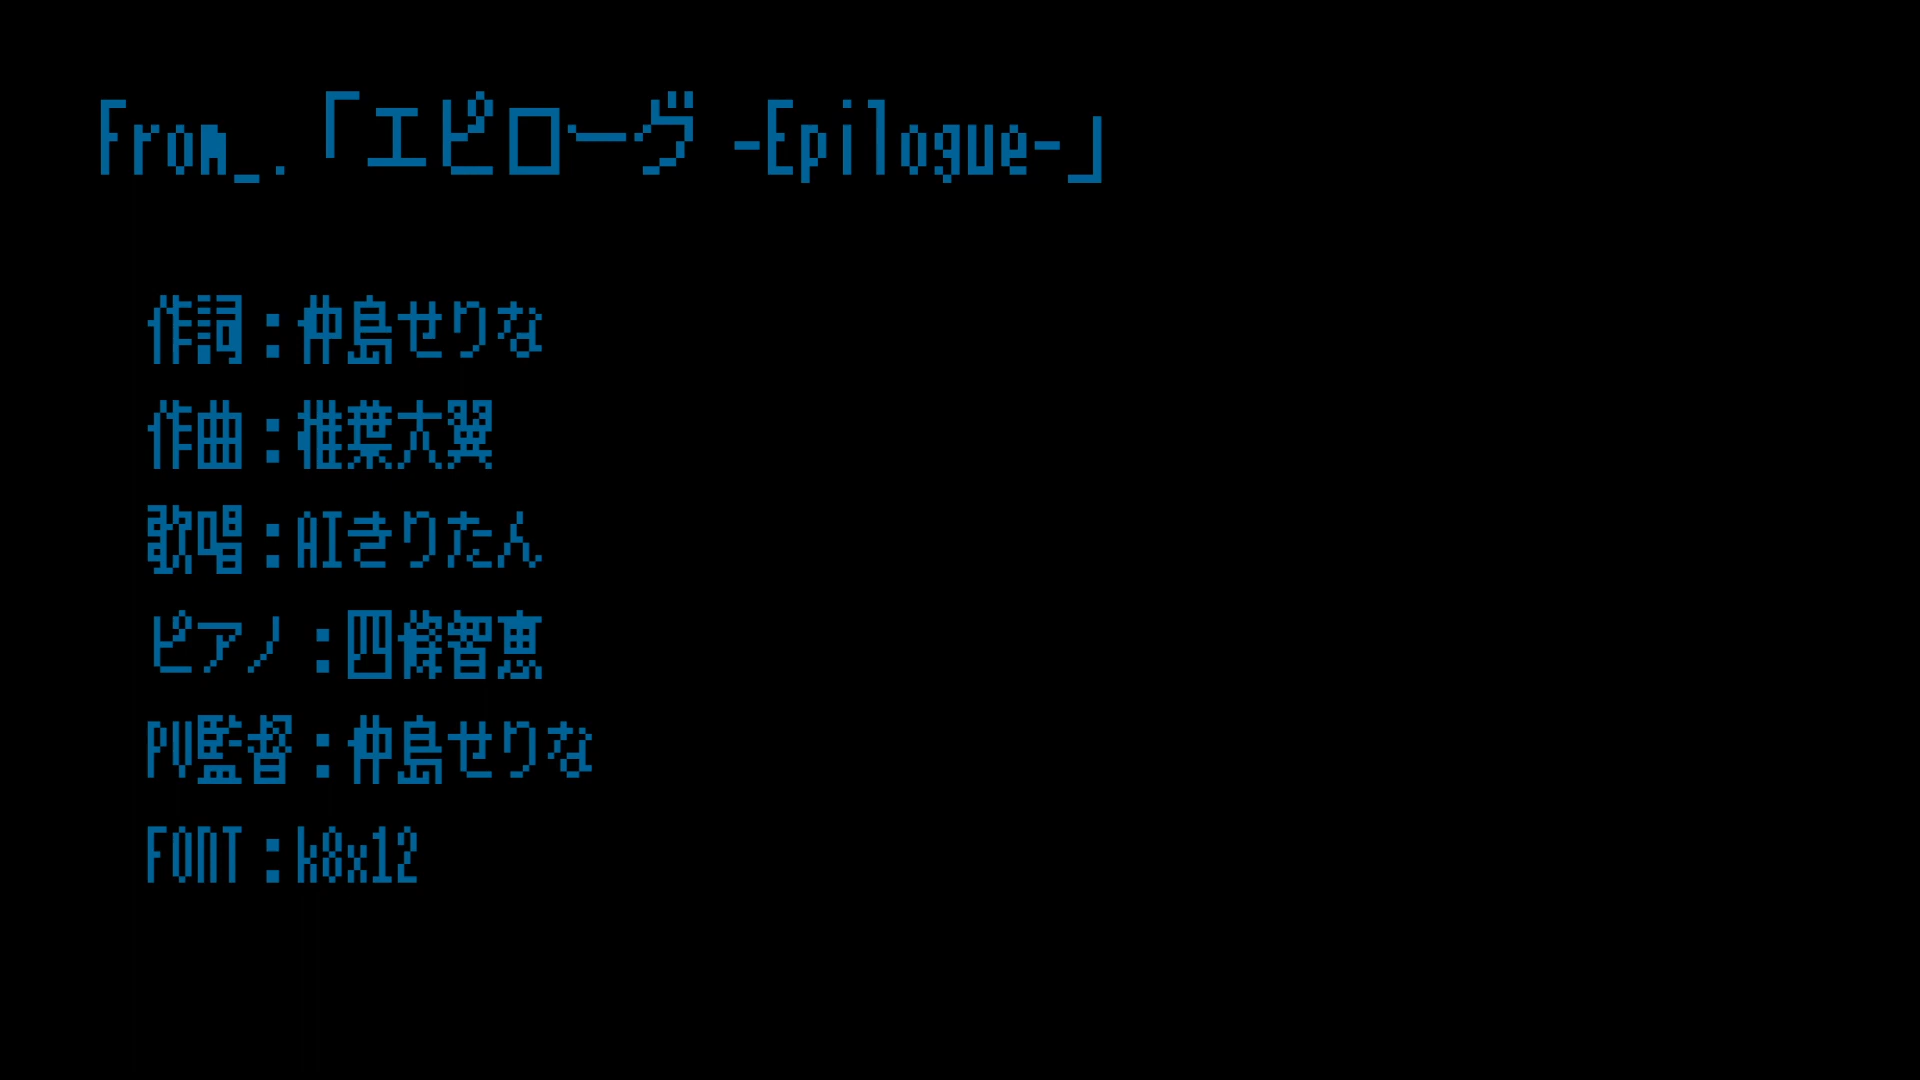 From_.「エピローグ -Epilogue-」
作詞：仲島せりな
作曲：椎葉大翼
歌唱：AIきりたん
ピアノ：四條智恵
PV監督：仲島せりな
FONT：k8x12